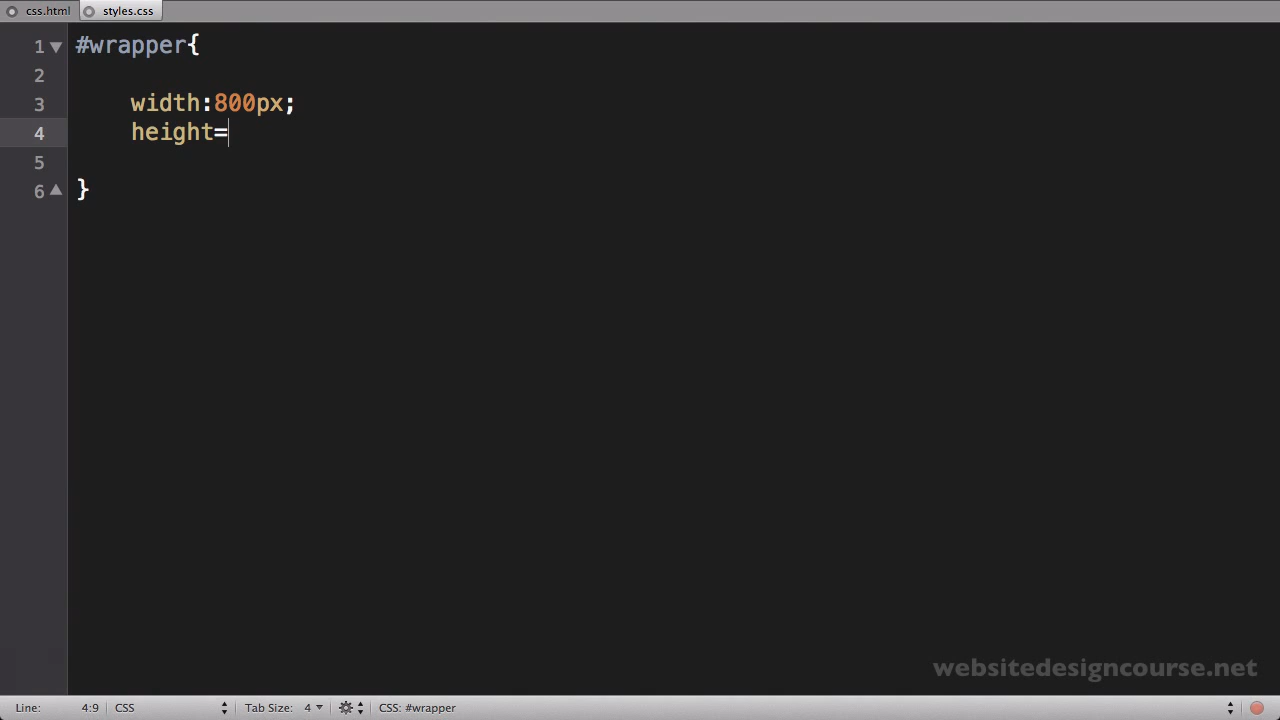 css.html
styles.css
1 #wrapper{
2
3 width:800px;
4 height=
5
6 }
websitedesigncourse.net
Line: 4:9 CSS Tab Size: 4 CSS: #wrapper